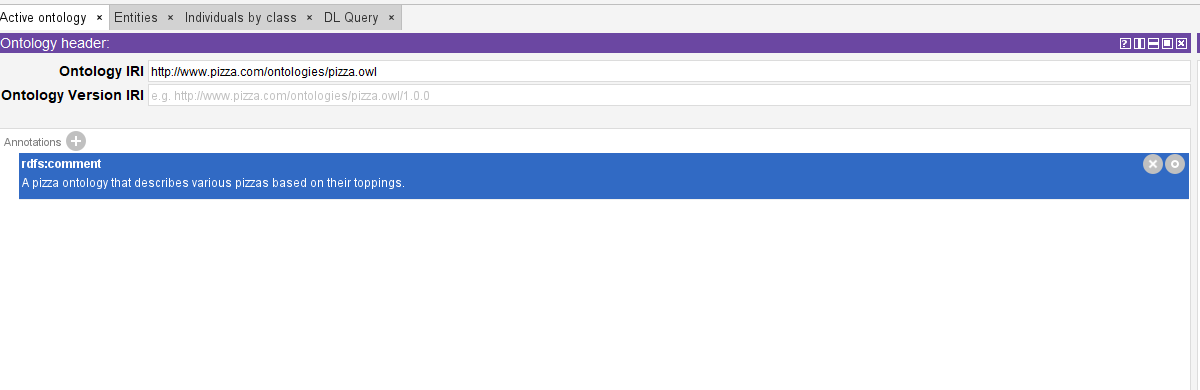 Active ontology × Entities × Individuals by class × DL Query ×
Ontology header:
Ontology IRI http://www.pizza.com/ontologies/pizza.owl
Ontology Version IRI e.g. http://www.pizza.com/ontologies/pizza.owl/1.0.0
Annotations
rdfs:comment
A pizza ontology that describes various pizzas based on their toppings.